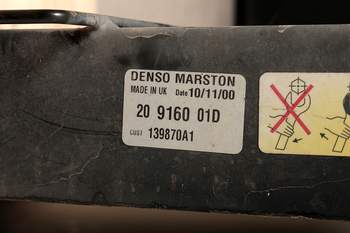 DENSO MARSTON
MADE IN UK Date 10/11/00
20 9160 01D
CUST 139870A1